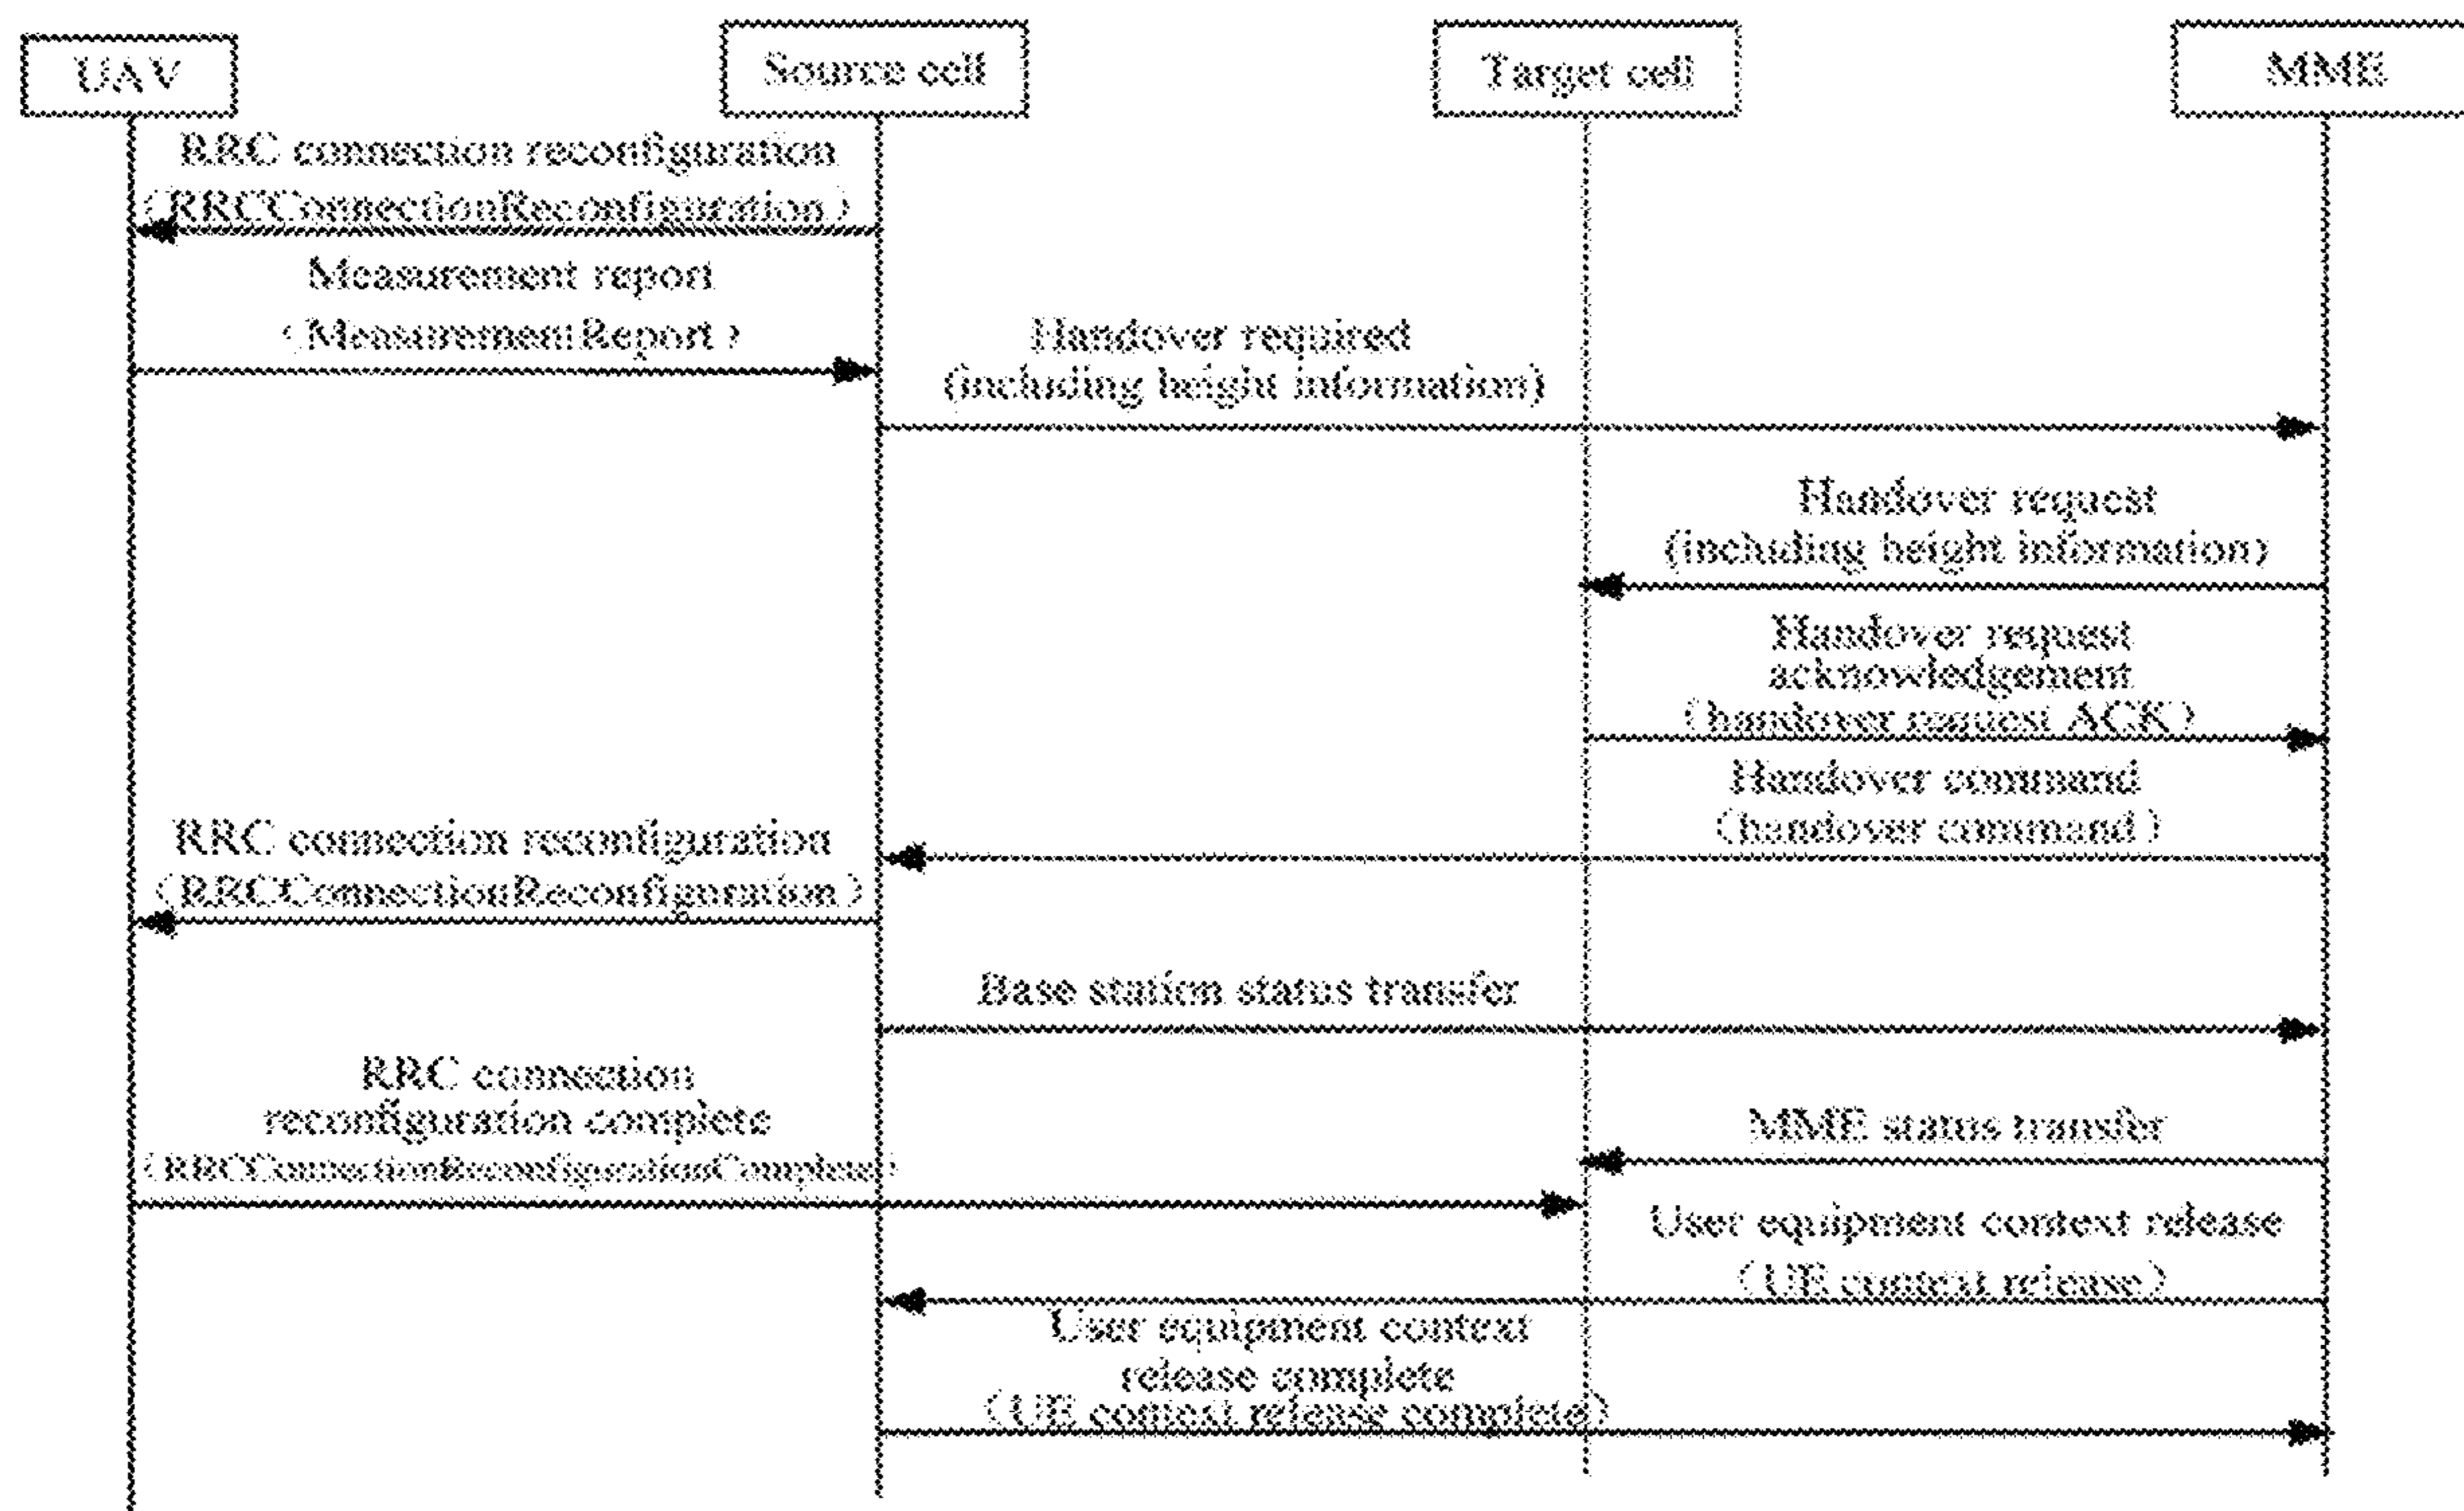 UAV
Source cell
Target cell
MME
RRC connection reconfiguration
(RRCConnectionReconfiguration)
Measurement report
(MeasurementReport)
Handover required
(including height information)
Handover request
(including height information)
Handover request
acknowledgement
(handover request ACK)
Handover command
(handover command)
RRC connection reconfiguration
(RRCConnectionReconfiguration)
Base station status transfer
RRC connection
reconfiguration complete
(RRCConnectionReconfigurationComplete)
MME status transfer
User equipment context release
(UE context release)
User equipment context
release complete
(UE context release complete)